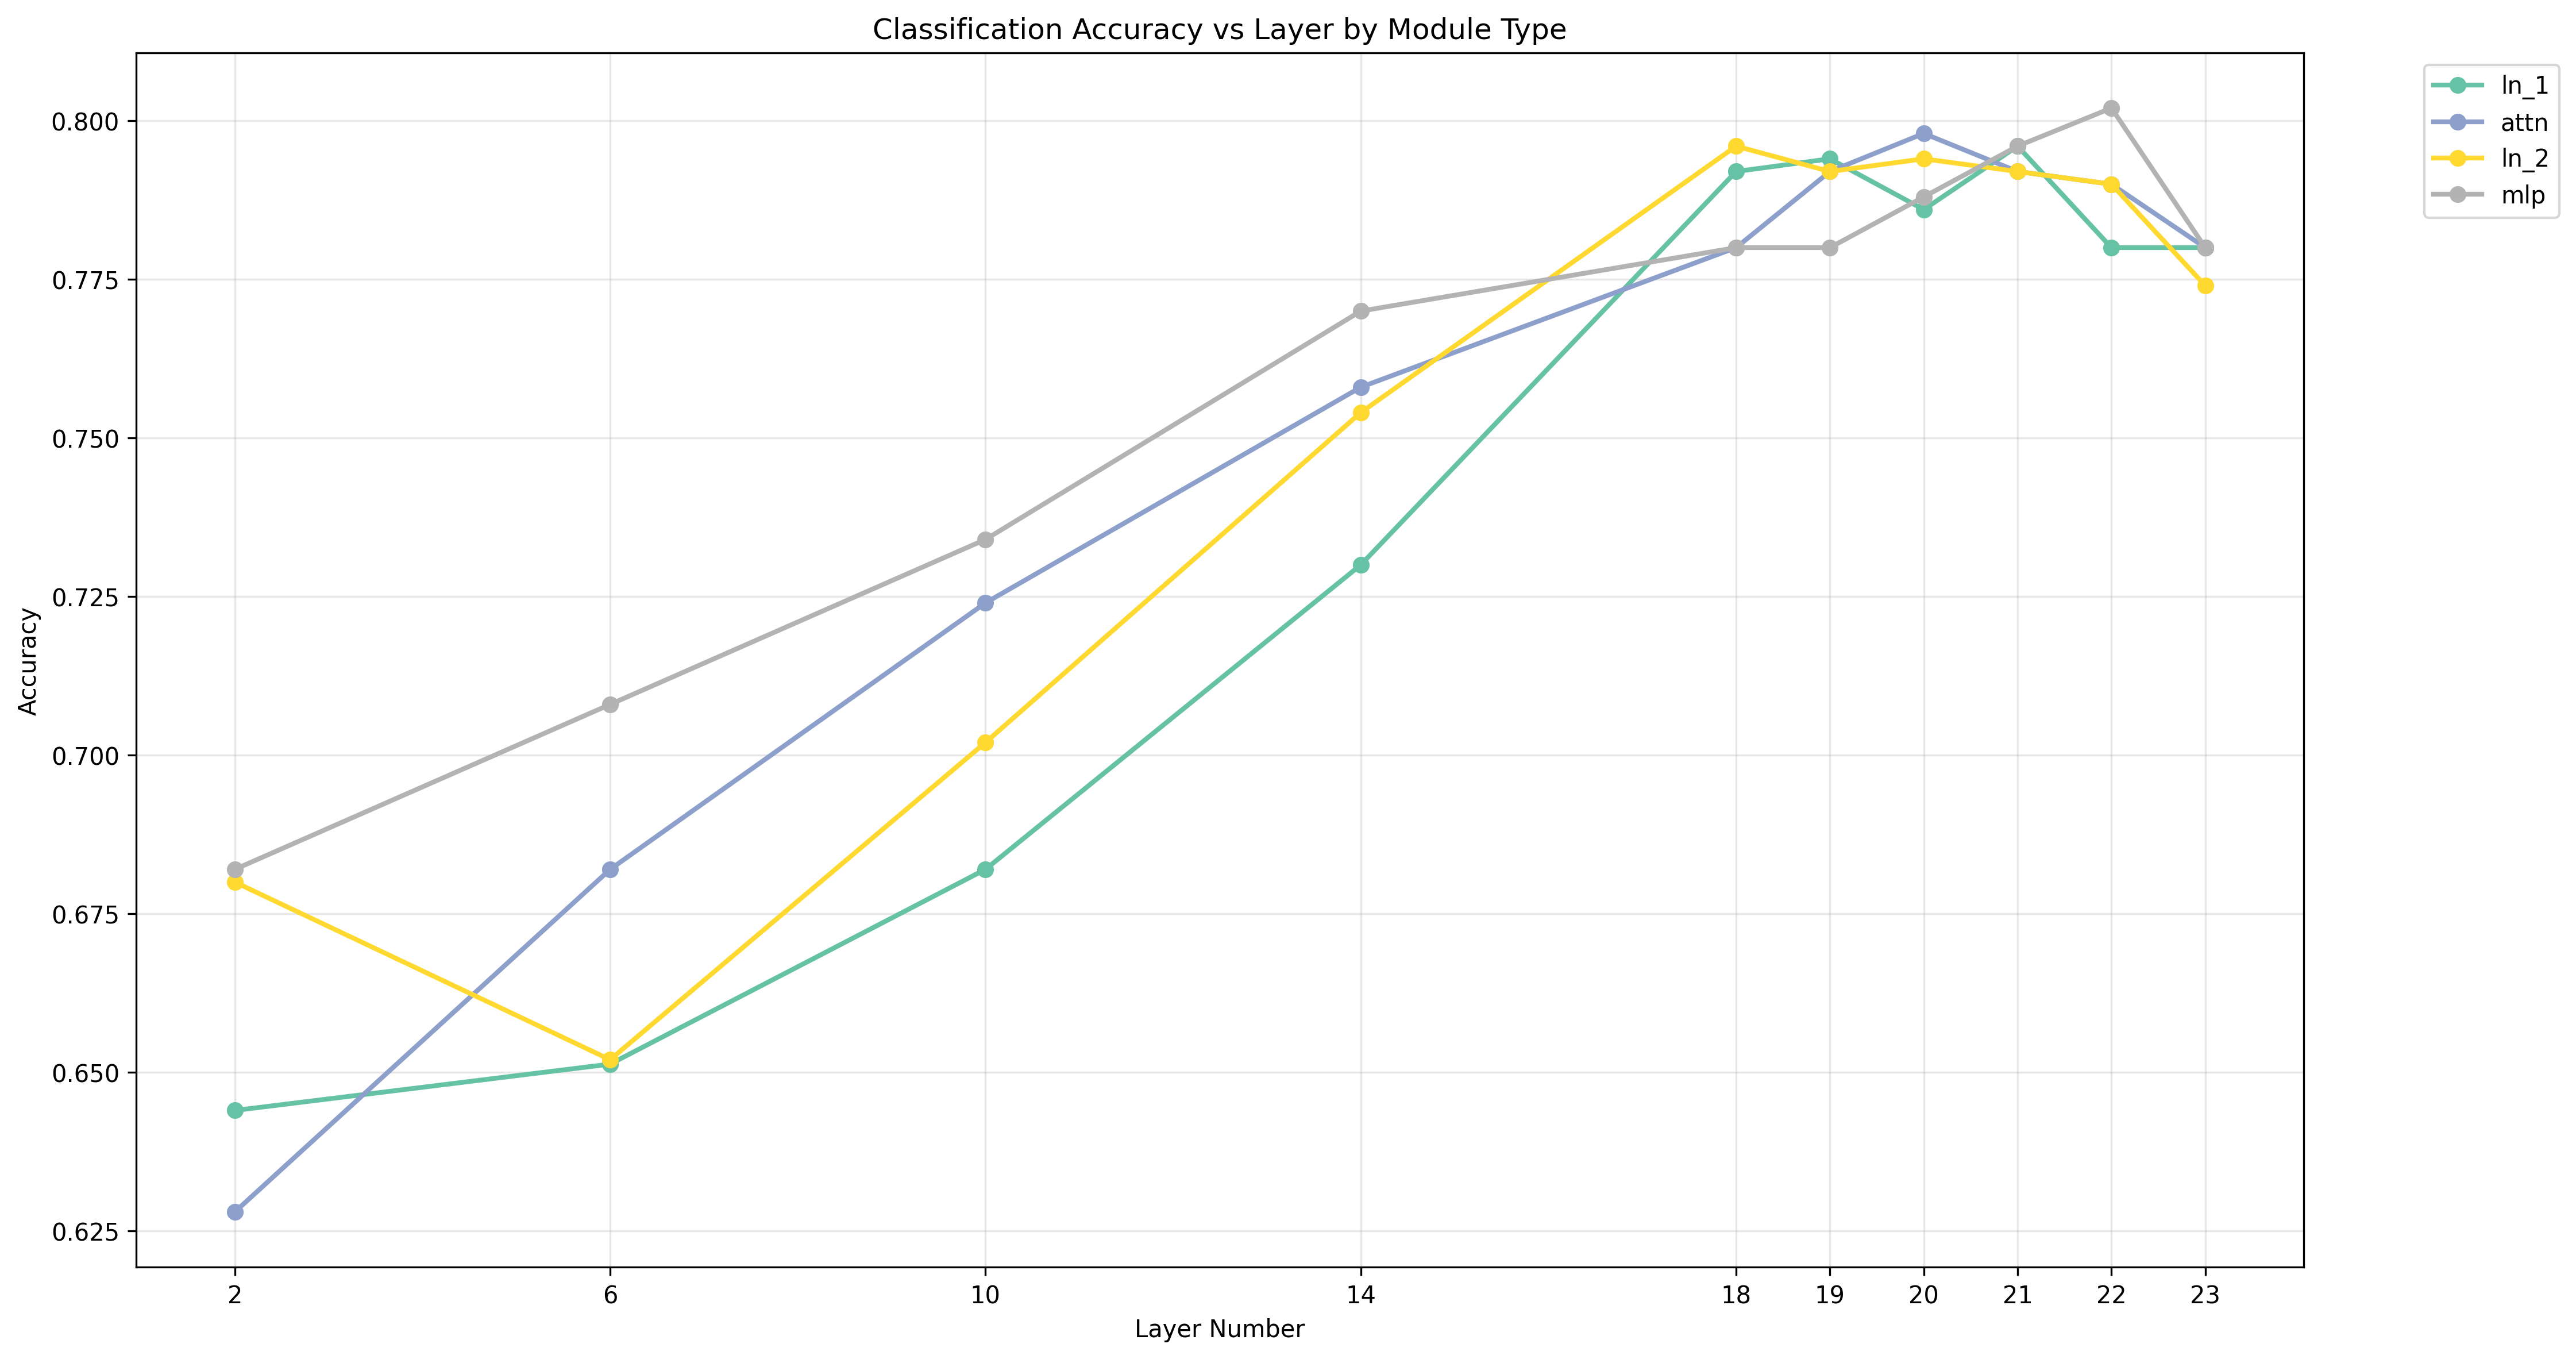 Classification Accuracy vs Layer by Module Type
ln_1
attn
ln_2
mlp
Accuracy
0.800
0.775
0.750
0.725
0.700
0.675
0.650
0.625
2 6 10 14 18 19 20 21 22 23
Layer Number